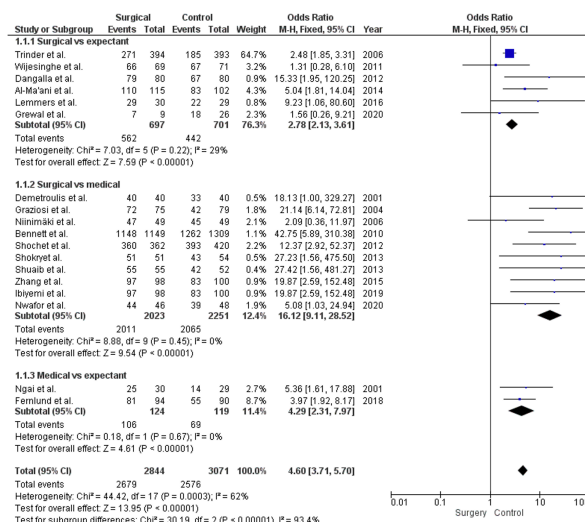 Surgical Control Odds Ratio Odds Ratio
Study or Subgroup Events Total Events Total Weight M-H, Fixed, 95% CI Year M-H, Fixed, 95% CI
1.1.1 Surgical vs expectant
Trinder et al. 271 394 185 393 64.7% 2.48 [1.85, 3.31] 2006
Wijesinghe et al. 66 69 67 71 3.2% 1.31 [0.28, 6.10] 2011
Dangalla et al. 79 80 67 80 0.8% 15.33 [1.95, 120.25] 2012
Al-Ma'ani et al. 110 115 83 102 4.2% 5.04 [1.81, 14.04] 2014
Lemmers et al. 29 30 22 29 0.8% 9.23 [1.06, 80.60] 2016
Grewal et al. 7 9 18 26 2.5% 1.56 [0.26, 9.21] 2020
Subtotal (95% CI) 697 701 76.3% 2.78 [2.13, 3.61]
Total events 562 442
Heterogeneity: Chi² = 7.03, df = 5 (P = 0.22); I² = 29%
Test for overall effect: Z = 7.59 (P < 0.00001)
1.1.2 Surgical vs medical
Demetroulis et al. 40 40 33 40 0.5% 18.13 [1.00, 329.27] 2001
Graziosi et al. 72 75 42 79 1.5% 21.14 [6.14, 72.81] 2004
Niinimäki et al. 47 49 45 49 2.1% 2.09 [0.36, 11.97] 2006
Bennett et al. 1148 1149 1262 1309 1.1% 42.75 [5.89, 310.38] 2010
Shochet et al. 360 362 393 420 2.2% 12.37 [2.92, 52.37] 2012
Shokryet al. 51 51 43 54 0.5% 27.23 [1.56, 475.50] 2013
Shuaib et al. 55 55 42 52 0.5% 27.42 [1.56, 481.27] 2013
Zhang et al. 97 98 83 100 0.9% 19.87 [2.59, 152.48] 2015
Ibiyemi et al. 97 98 83 100 0.9% 19.87 [2.59, 152.48] 2019
Nwafor et al. 44 46 39 48 2.1% 5.08 [1.03, 24.94] 2020
Subtotal (95% CI) 2023 2251 12.4% 16.12 [9.11, 28.52]
Total events 2011 2065
Heterogeneity: Chi² = 8.88, df = 9 (P = 0.45); I² = 0%
Test for overall effect: Z = 9.54 (P < 0.00001)
1.1.3 Medical vs expectant
Ngai et al. 25 30 14 29 2.7% 5.36 [1.61, 17.88] 2001
Fernlund et al. 81 94 55 90 8.7% 3.97 [1.92, 8.17] 2018
Subtotal (95% CI) 124 119 11.4% 4.29 [2.31, 7.97]
Total events 106 69
Heterogeneity: Chi² = 0.18, df = 1 (P = 0.67); I² = 0%
Test for overall effect: Z = 4.61 (P < 0.00001)
Total (95% CI) 2844 3071 100.0% 4.60 [3.71, 5.70]
Total events 2679 2576
Heterogeneity: Chi² = 44.42, df = 17 (P = 0.0003); I² = 62%
Test for overall effect: Z = 13.95 (P < 0.00001)
Test for subgroup differences: Chi² = 30.19, df = 2 (P < 0.00001), I² = 93.4%
0.01 0.1 1 10
Surgery Control